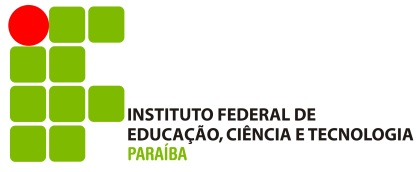 INSTITUTO FEDERAL DE
EDUCAÇÃO, CIÊNCIA E TECNOLOGIA
PARAÍBA